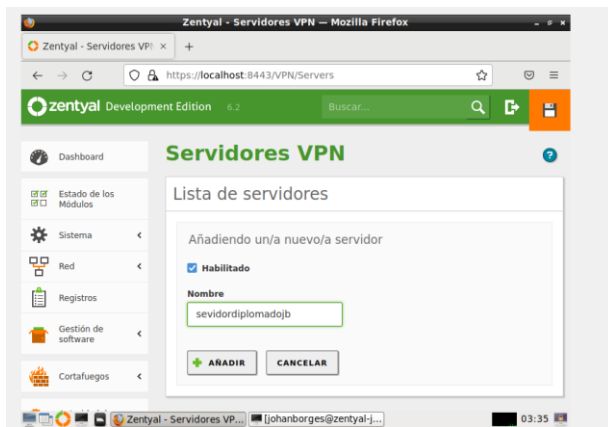 Zentyal - Servidores VPN — Mozilla Firefox
Zentyal - Servidores VPN
https://localhost:8443/VPN/Servers
zentyal Development Edition 6.2 Buscar...
Dashboard
Estado de los
Módulos
Sistema
Red
Registros
Gestión de
software
Cortafuegos
Servidores VPN
Lista de servidores
Añadiendo un/a nuevo/a servidor
Habilitado
Nombre
sevidordiplomadojb
AÑADIR CANCELAR
Zentyal - Servidores VP... [johanborges@zentyal-j... 03:35